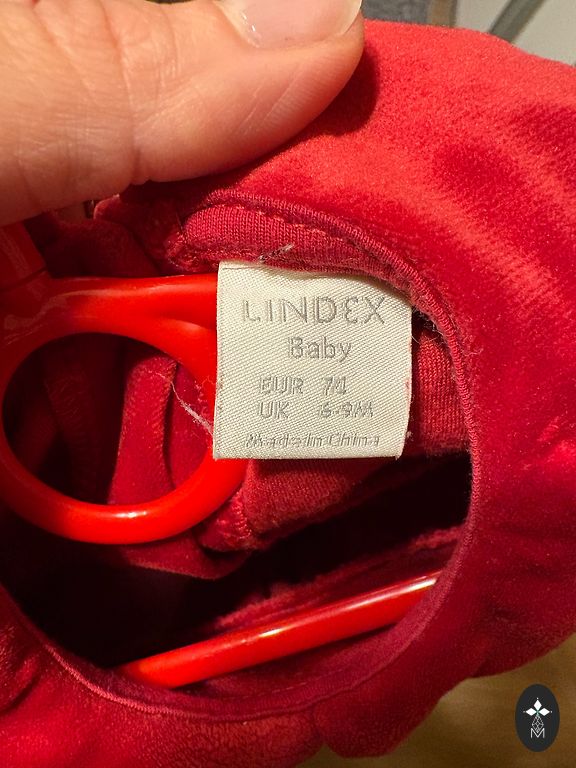 LINDEX
Baby
EUR 74
UK 6-9M
Made in China
M